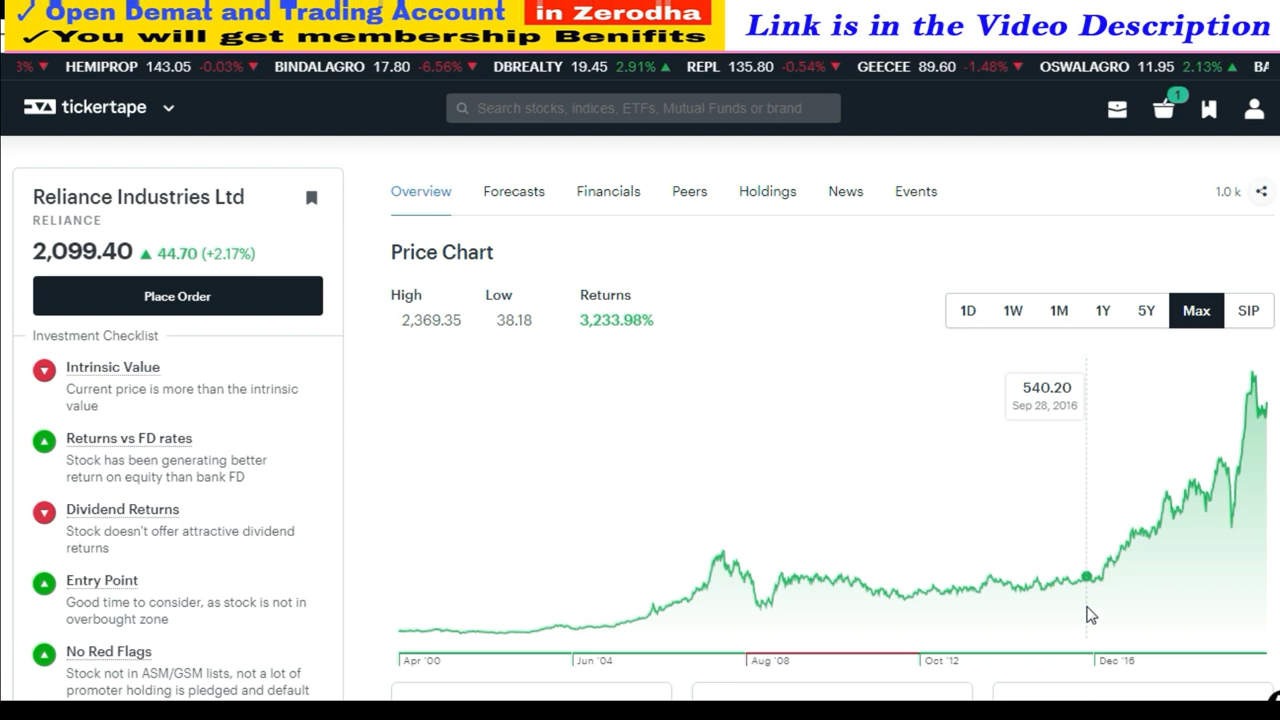 ✓ Open Demat and Trading Account in Zerodha
✓You will get membership Benifits
Link is in the Video Description
3% ▼ HEMIPROP 143.05 -0.03% ▼ BINDALAGRO 17.80 -6.56% ▼ DBREALTY 19.45 2.91% ▲ REPL 135.80 -0.54% ▼ GEECEE 89.60 -1.48% ▼ OSWALAGRO 11.95 2.13% ▲ BA
tickertape
Search stocks, indices, ETFs, Mutual Funds or brand
1
Reliance Industries Ltd
RELIANCE
2,099.40 ▲ 44.70 (+2.17%)
Place Order
Investment Checklist
Intrinsic Value
Current price is more than the intrinsic
value
Returns vs FD rates
Stock has been generating better
return on equity than bank FD
Dividend Returns
Stock doesn't offer attractive dividend
returns
Entry Point
Good time to consider, as stock is not in
overbought zone
No Red Flags
Stock not in ASM/GSM lists, not a lot of
promoter holding is pledged and default
Overview Forecasts Financials Peers Holdings News Events
1.0 k
Price Chart
High Low Returns
2,369.35 38.18 3,233.98%
1D 1W 1M 1Y 5Y Max SIP
540.20
Sep 28, 2016
Apr '00 Jun '04 Aug '08 Oct '12 Dec '16